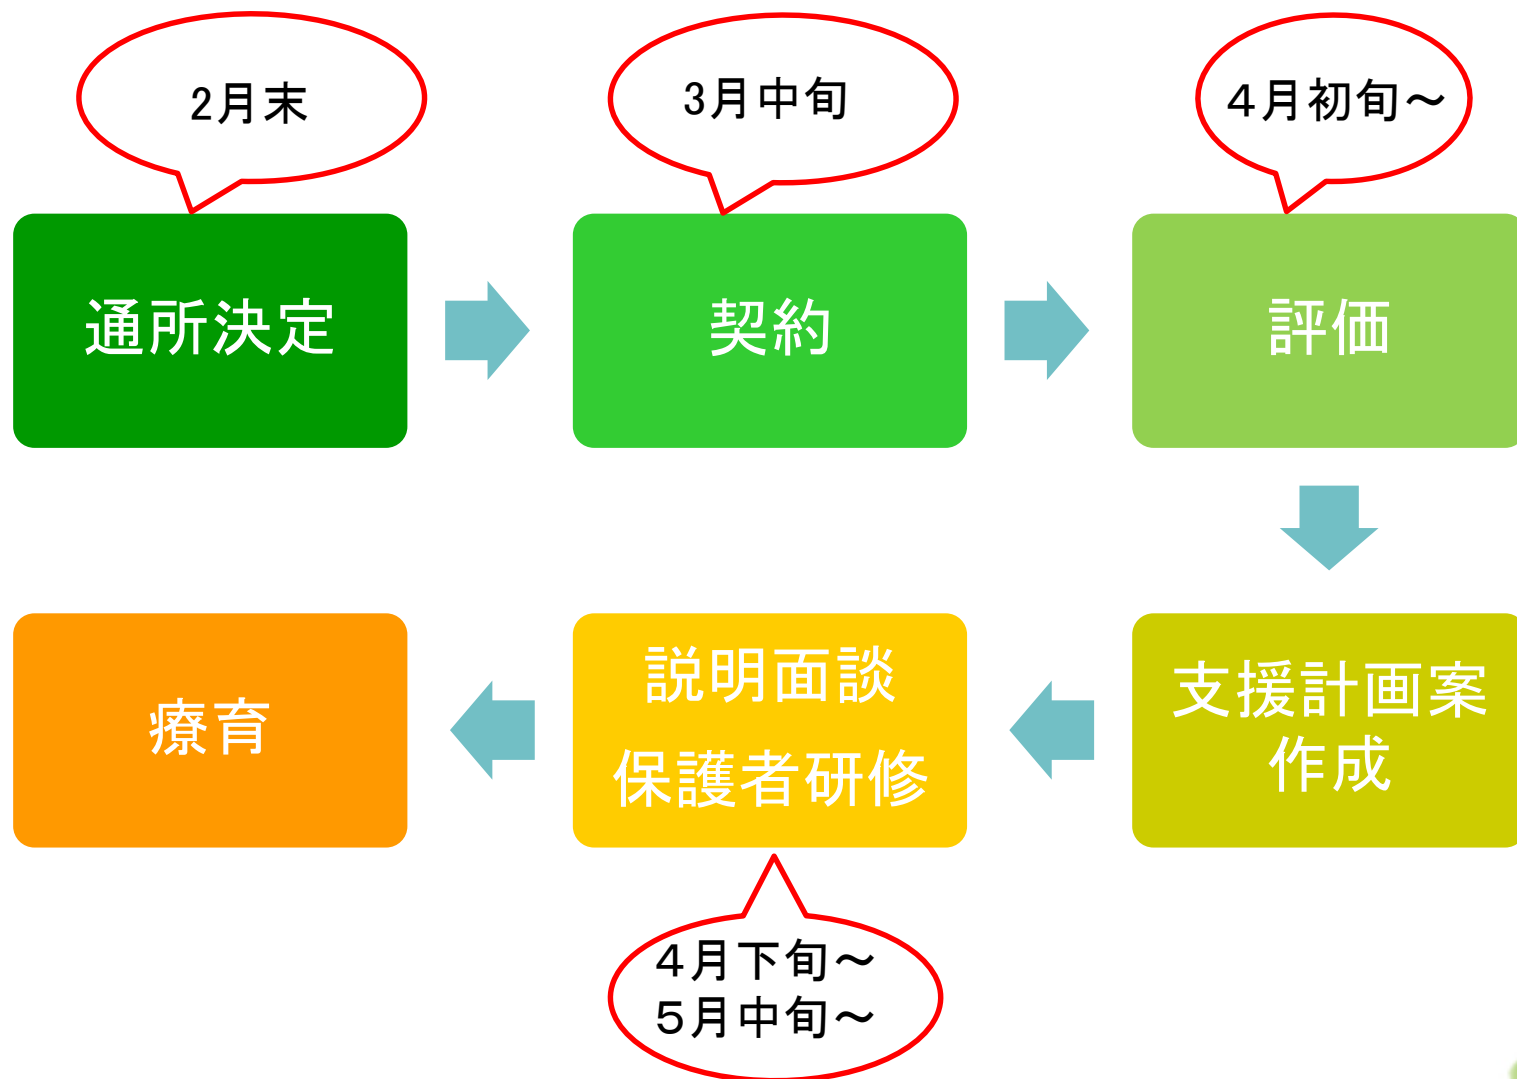 2月末
3月中旬
４月初旬～
通所決定
契約
評価
支援計画案
作成
説明面談
保護者研修
療育
４月下旬～
５月中旬～